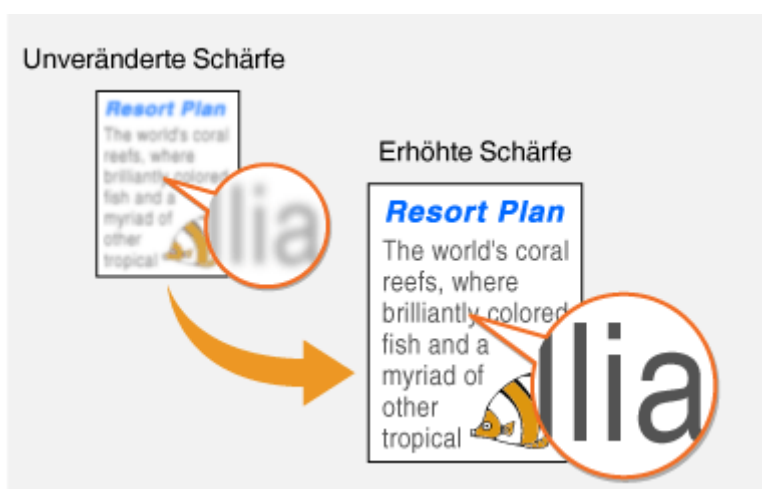 Unveränderte Schärfe
Resort Plan
The world's coral
reefs, where
brilliantly colored
fish and a
myriad of
other
tropical
lia
Erhöhte Schärfe
Resort Plan
The world's coral
reefs, where
brilliantly colored
fish and a
myriad of
other
tropical
llia